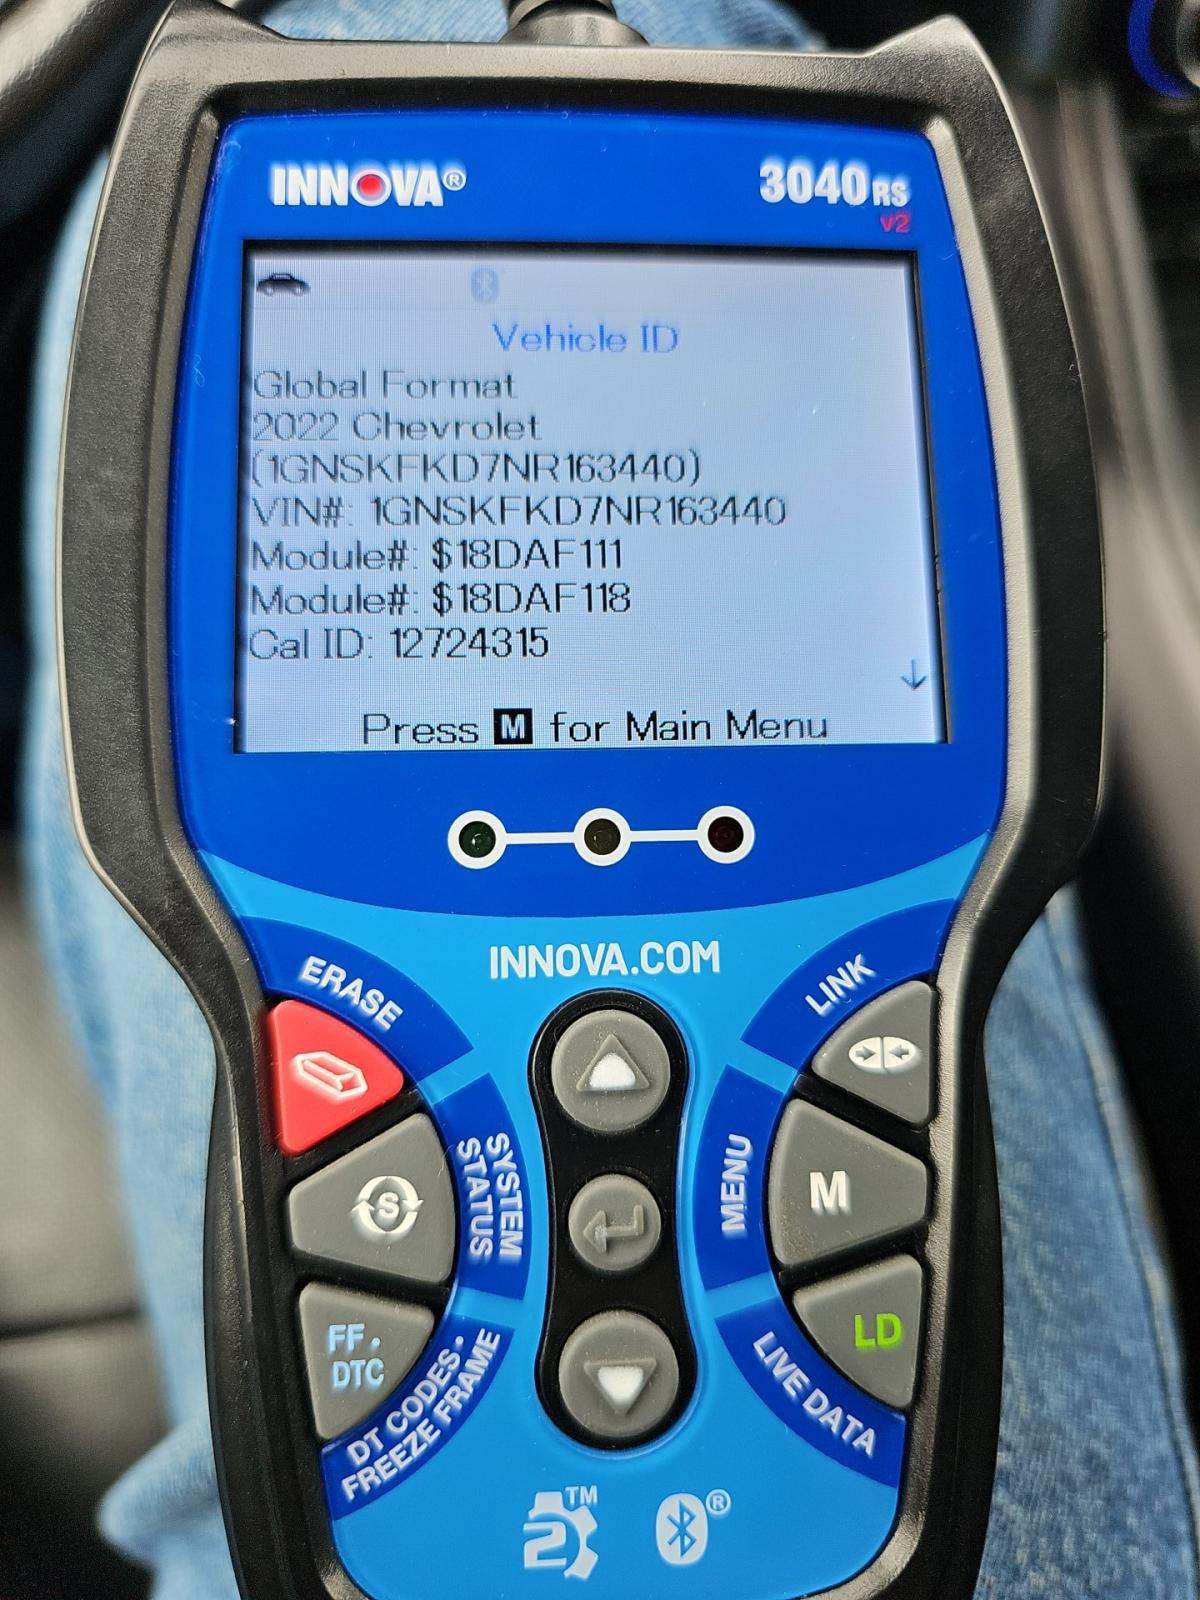 INNOVA®
3040RS
v2
Vehicle ID
Global Format
2022 Chevrolet
(1GNSKFKD7NR163440)
VIN#: 1GNSKFKD7NR163440
Module#: $18DAF111
Module#: $18DAF118
Cal ID: 12724315
Press M for Main Menu
INNOVA.COM
ERASE
LINK
SYSTEM
STATUS
S
MENU
M
FF•
DTC
DT CODES•
FREEZE FRAME
LD
LIVE DATA
2™
®